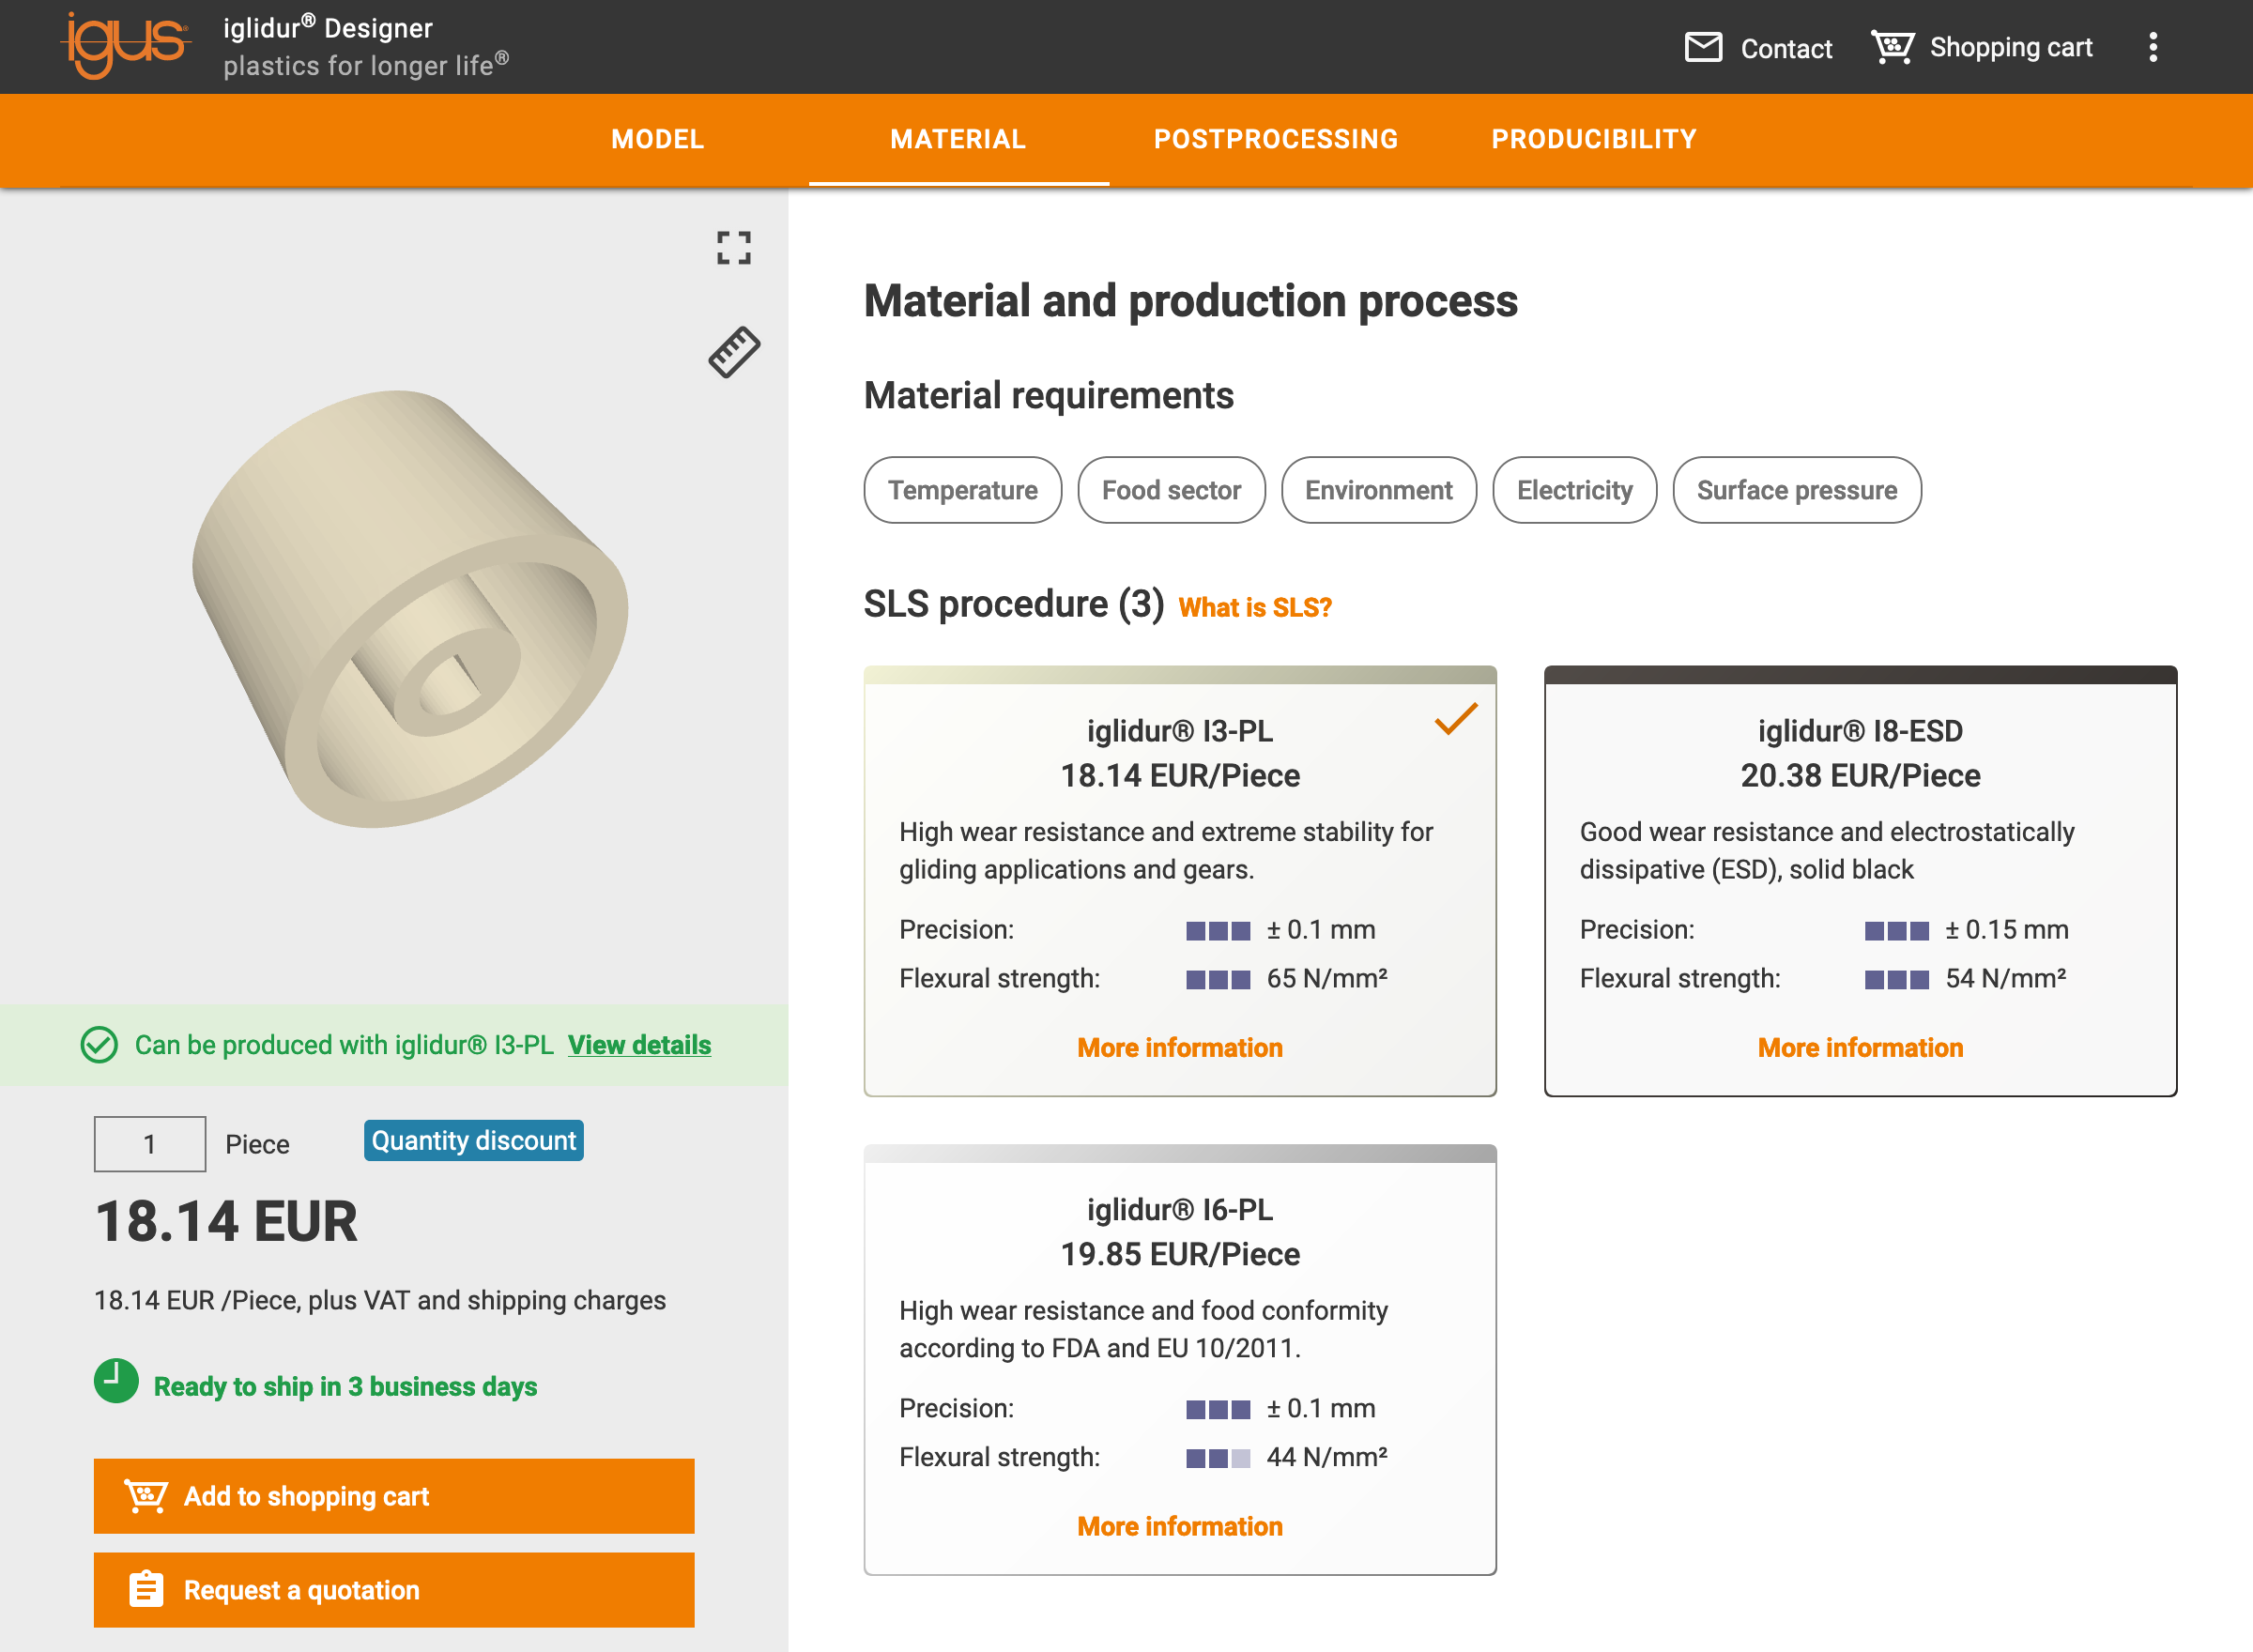 igus®
iglidur® Designer
plastics for longer life®
Contact
Shopping cart
MODEL
MATERIAL
POSTPROCESSING
PRODUCIBILITY
Material and production process
Material requirements
Temperature
Food sector
Environment
Electricity
Surface pressure
SLS procedure (3) What is SLS?
iglidur® I3-PL
18.14 EUR/Piece
High wear resistance and extreme stability for
gliding applications and gears.
Precision: ± 0.1 mm
Flexural strength: 65 N/mm²
More information
iglidur® I8-ESD
20.38 EUR/Piece
Good wear resistance and electrostatically
dissipative (ESD), solid black
Precision: ± 0.15 mm
Flexural strength: 54 N/mm²
More information
iglidur® I6-PL
19.85 EUR/Piece
High wear resistance and food conformity
according to FDA and EU 10/2011.
Precision: ± 0.1 mm
Flexural strength: 44 N/mm²
More information
Can be produced with iglidur® I3-PL View details
1 Piece Quantity discount
18.14 EUR
18.14 EUR /Piece, plus VAT and shipping charges
Ready to ship in 3 business days
Add to shopping cart
Request a quotation